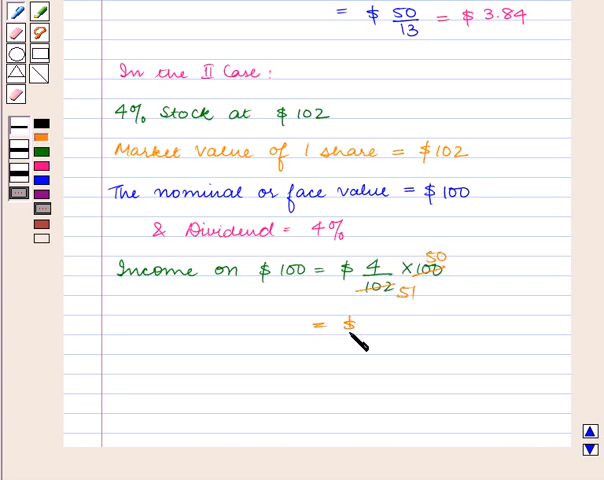 = $ 50/13 = $ 3.84
In the II Case:
4% Stock at $ 102
Market value of 1 share = $ 102
The nominal or face value = $ 100
& Dividend = 4%
Income on $ 100 = $ 4/102 × 100 50 51
= $